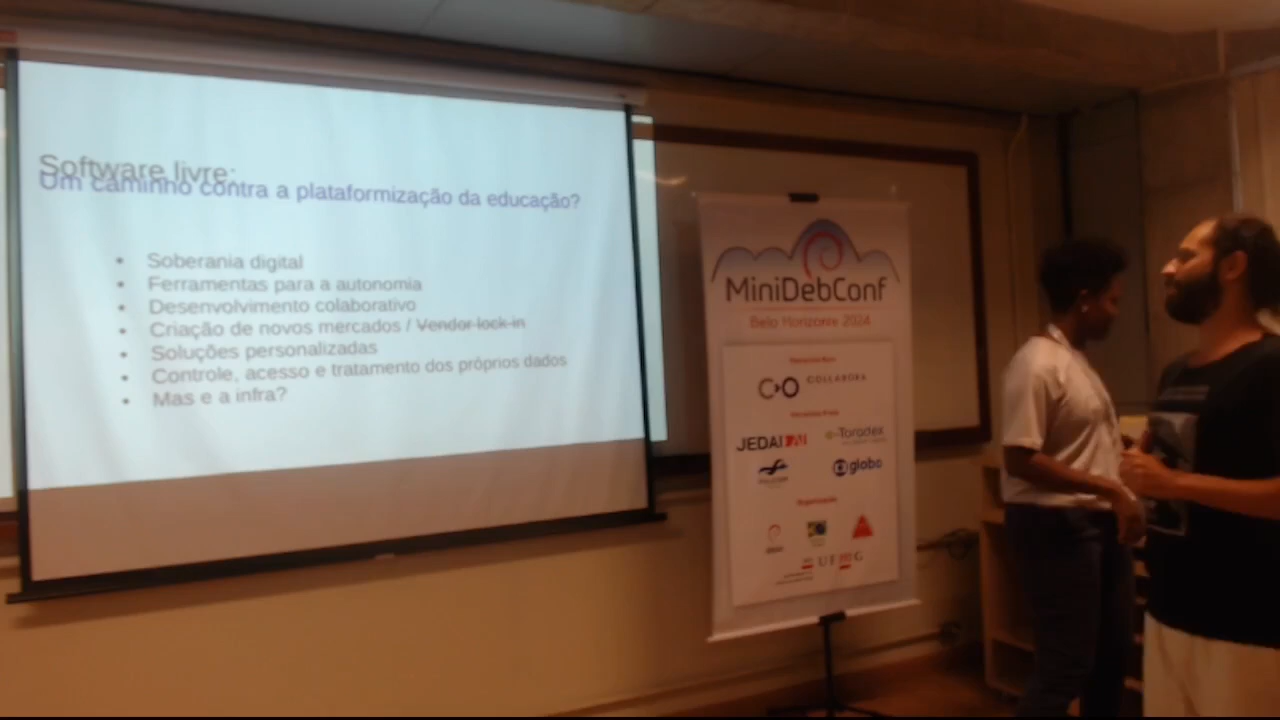 Software livre:
Um caminho contra a plataformização da educação?
• Soberania digital
• Ferramentas para a autonomia
• Desenvolvimento colaborativo
• Criação de novos mercados / Vendor lock-in
• Soluções personalizadas
• Controle, acesso e tratamento dos próprios dados
• Mas e a infra?
MiniDebConf
Belo Horizonte 2024
COLLABORA
JEDAI
Toradex
globo
Organização
UFMG